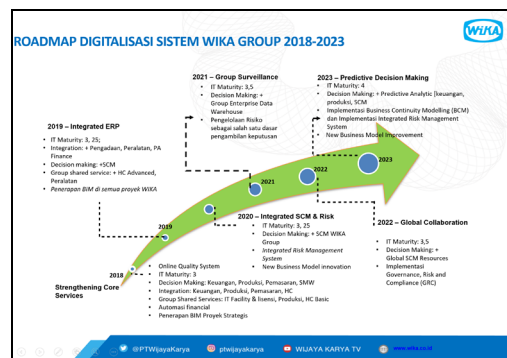 ROADMAP DIGITALISASI SISTEM WIKA GROUP 2018-2023
WIKA
2021 – Group Surveillance
• IT Maturity: 3,5
• Decision Making: +
Group Enterprise Data
Warehouse
• Pengelolaan Risiko
sebagai salah satu dasar
pengambilan keputusan
2023 – Predictive Decision Making
• IT Maturity: 4
• Decision Making: + Predictive Analytic [keuangan,
produksi, SCM
• Implementasi Business Continuity Modelling (BCM)
dan Implementasi Integrated Risk Management
System
• New Business Model Improvement
2019 – Integrated ERP
• IT Maturity: 3, 25;
• Integration: + Pengadaan, Peralatan, PA
Finance
• Decision making: +SCM
• Group shared service: + HC Advanced,
Peralatan
• Penerapan BIM di semua proyek WIKA
2023
2022
2021
2020 – Integrated SCM & Risk
• IT Maturity: 3, 25
• Decision Making: + SCM WIKA
Group
• Integrated Risk Management
System
• New Business Model innovation
2022 – Global Collaboration
• IT Maturity: 3,5
• Decision Making: +
Global SCM Resources
• Implementasi
Governance, Risk and
Compliance (GRC)
2019
2018
Strengthening Core
Services
• Online Quality System
• IT Maturity: 3
• Decision Making: Keuangan, Produksi, Pemasaran, SMW
• Integration: Keuangan, Produksi, Pemasaran, HC
• Group Shared Services: IT Facility & lisensi, Produksi, HC Basic
• Automasi financial
• Penerapan BIM Proyek Strategis
@PTWijayaKarya
ptwijayakarya
WIJAYA KARYA TV
www.wika.co.id